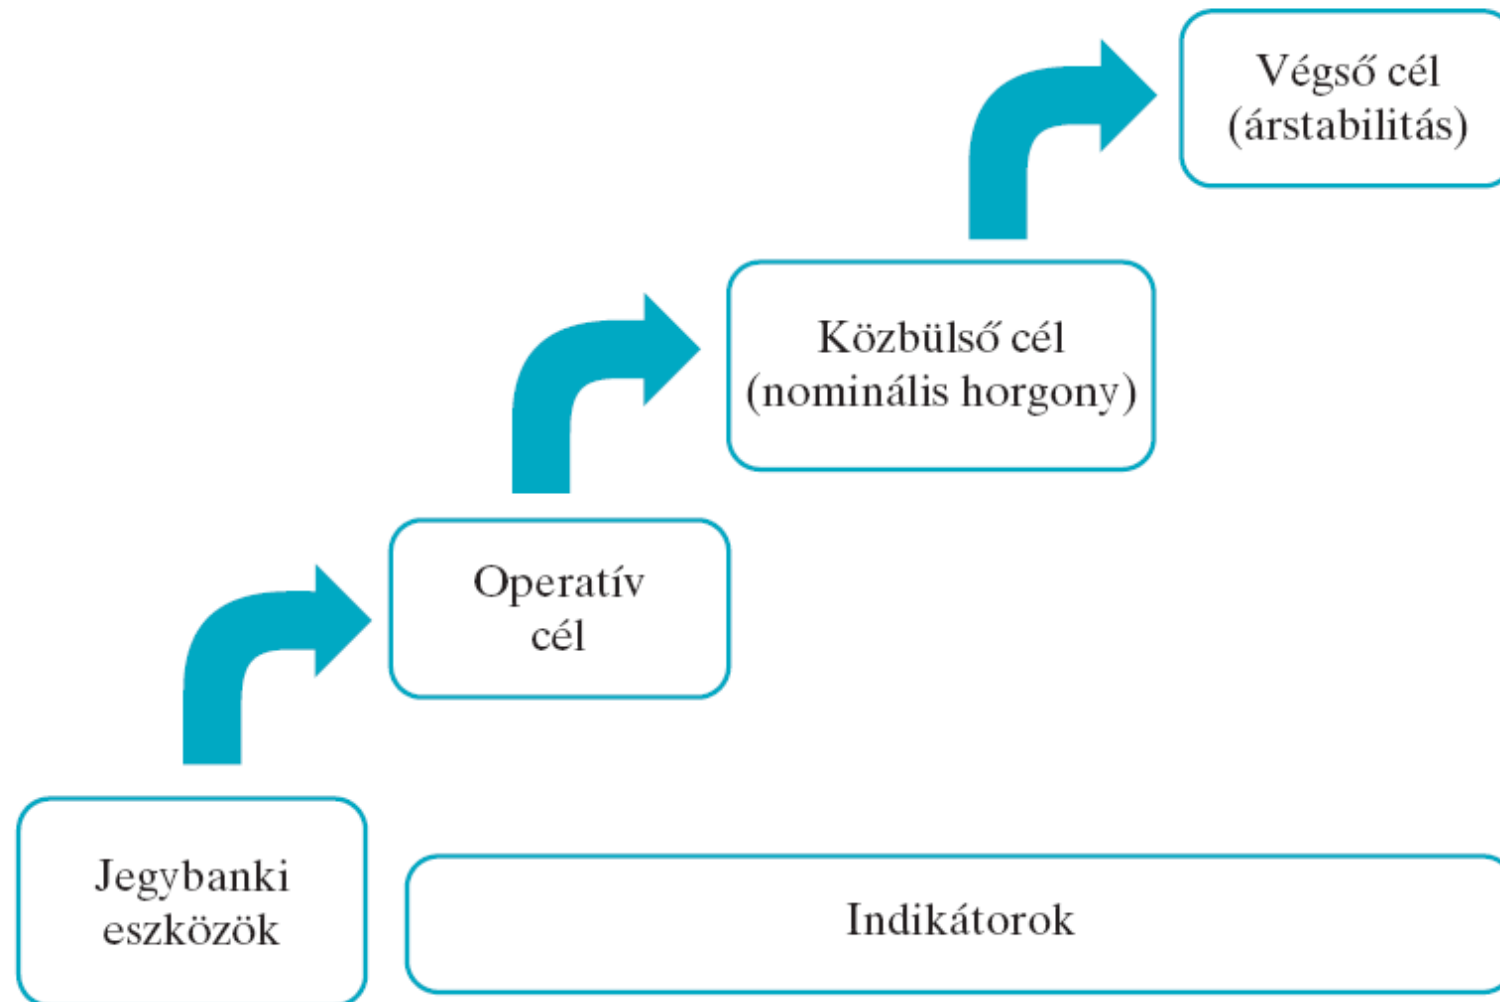 Végső cél
(árstabilitás)
Közbülső cél
(nominális horgony)
Operatív
cél
Jegybanki
eszközök
Indikátorok